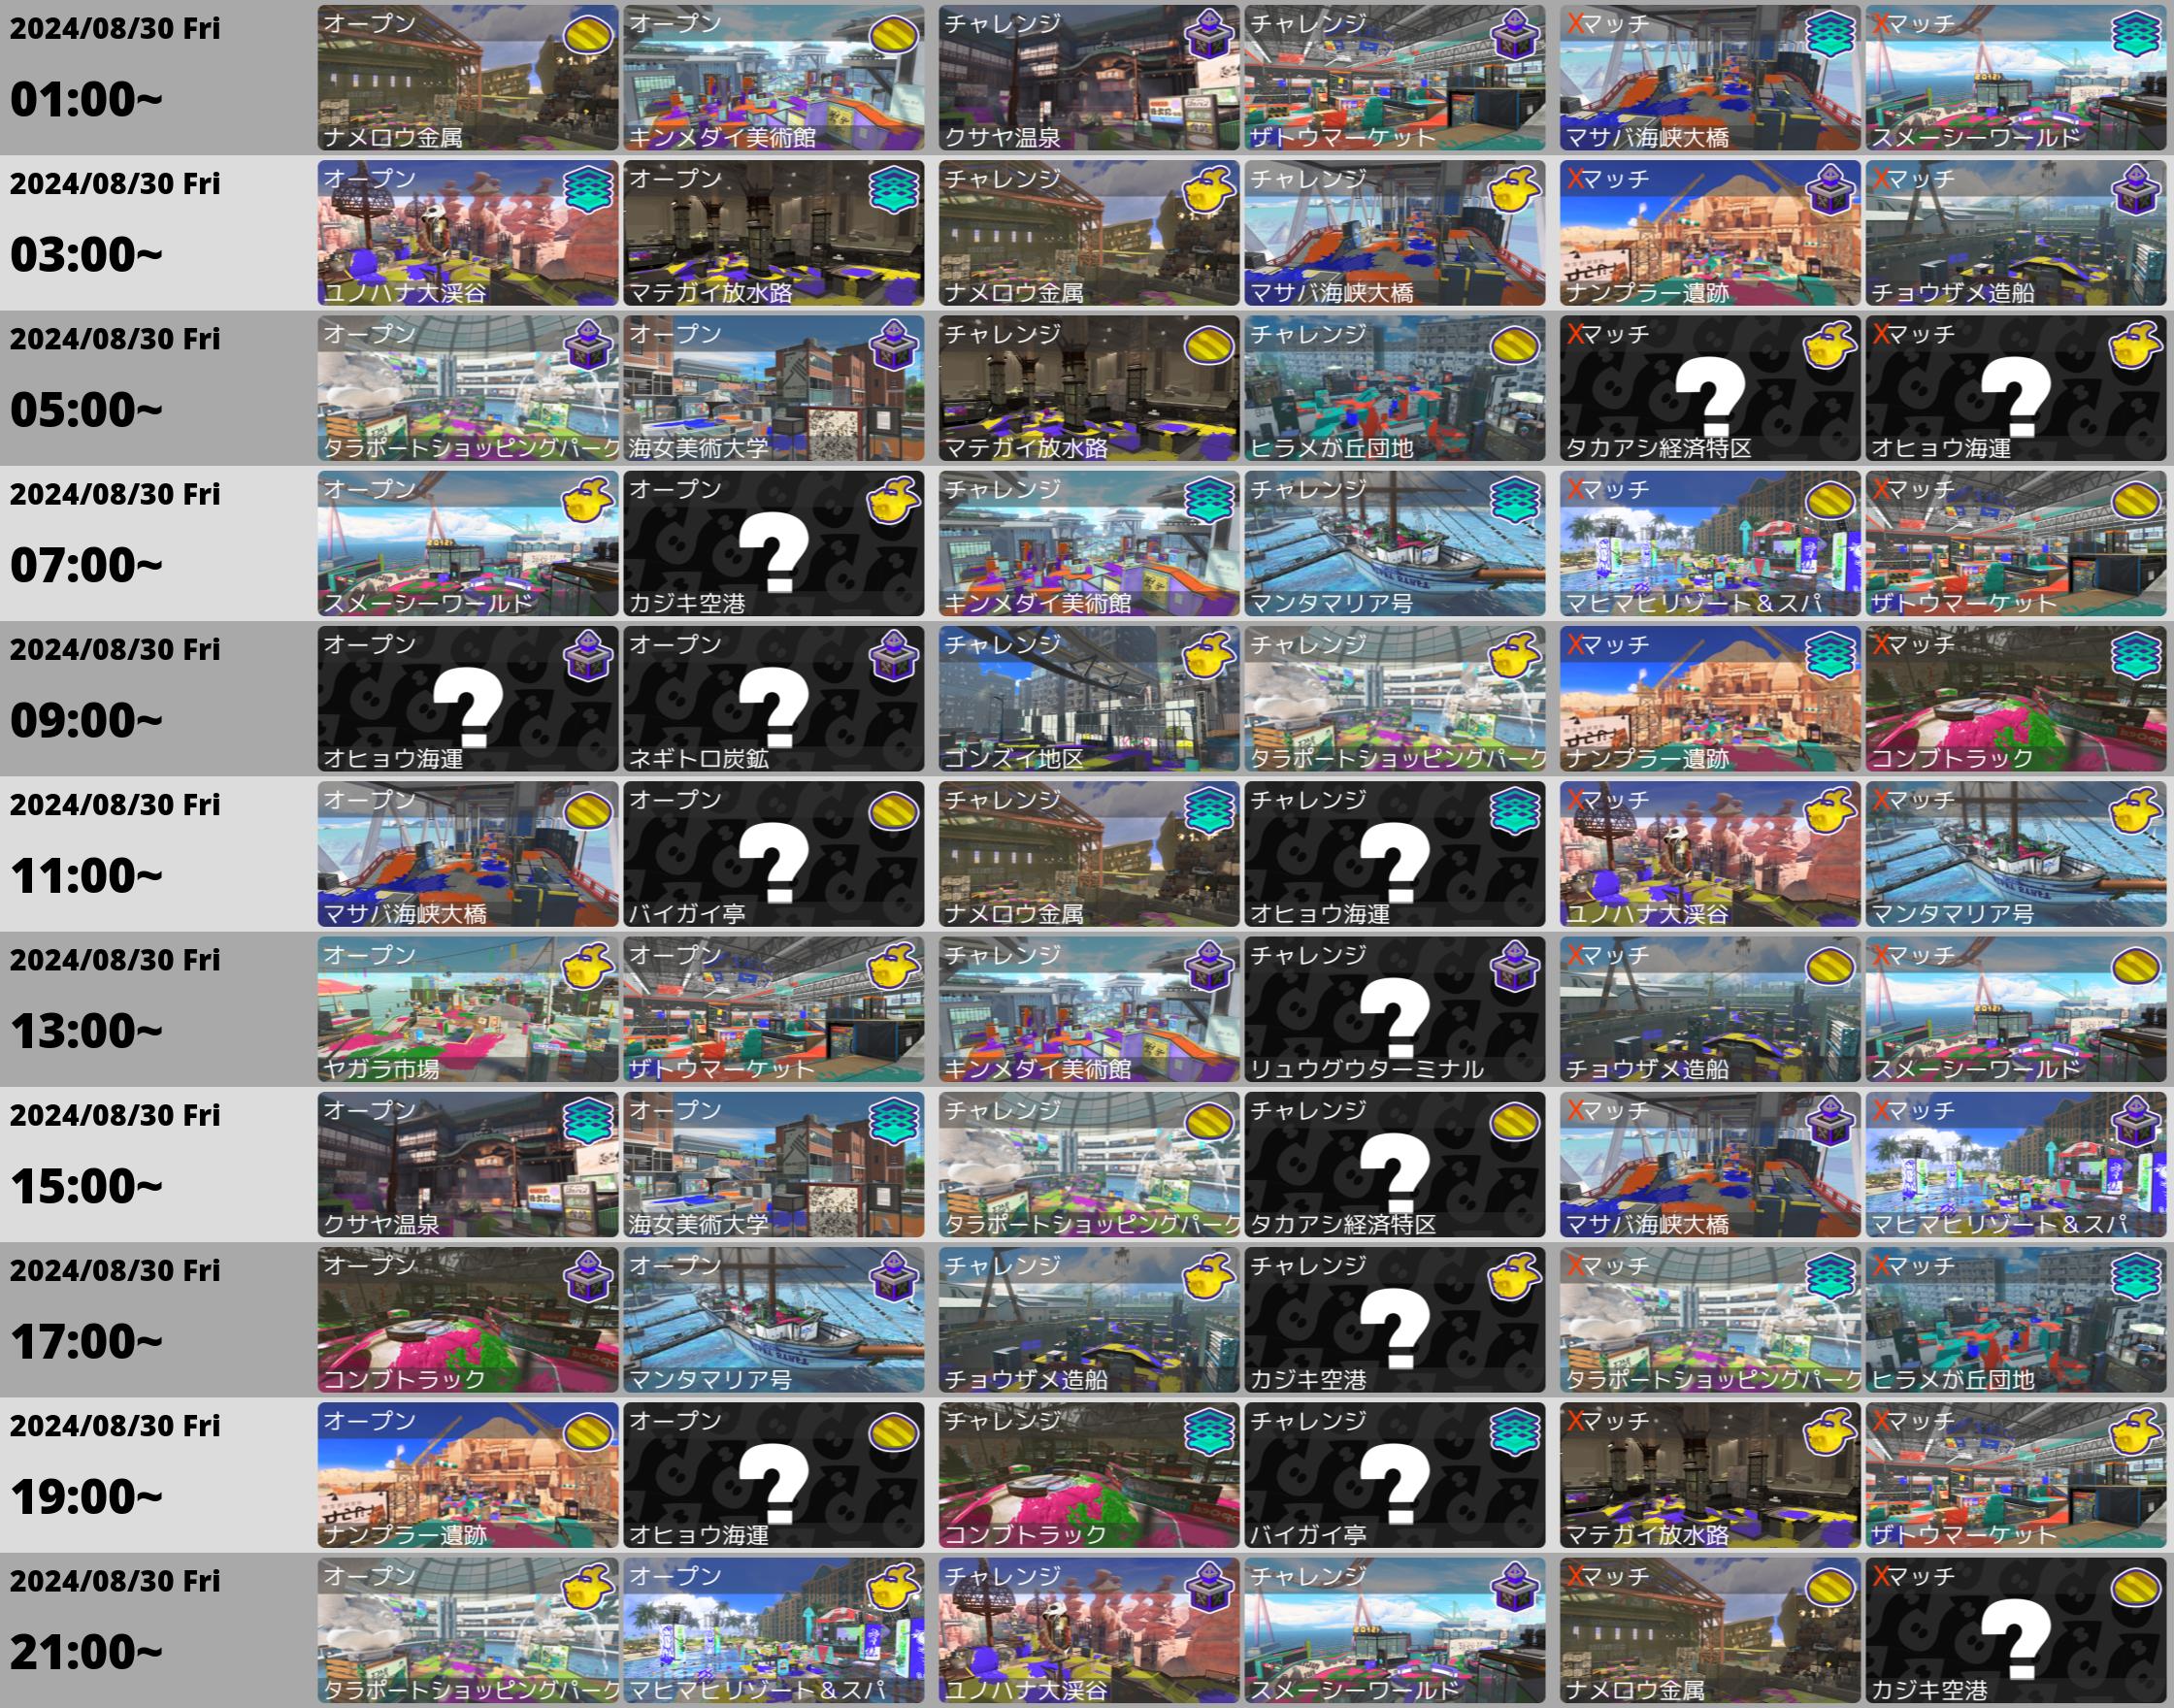 2024/08/30 Fri
01:00~
オープン オープン チャレンジ チャレンジ Xマッチ Xマッチ
ナメロウ金属 キンメダイ美術館 クサヤ温泉 ザトウマーケット マサバ海峡大橋 スメーシーワールド
2024/08/30 Fri
03:00~
オープン オープン チャレンジ チャレンジ Xマッチ Xマッチ
ユノハナ大渓谷 マテガイ放水路 ナメロウ金属 マサバ海峡大橋 ナンプラー遺跡 チョウザメ造船
2024/08/30 Fri
05:00~
オープン オープン チャレンジ チャレンジ Xマッチ Xマッチ
タラポートショッピングパーク 海女美術大学 マテガイ放水路 ヒラメが丘団地 タカアシ経済特区 オヒョウ海運
2024/08/30 Fri
07:00~
オープン オープン チャレンジ チャレンジ Xマッチ Xマッチ
スメーシーワールド カジキ空港 キンメダイ美術館 マンタマリア号 マヒマヒリゾート&スパ ザトウマーケット
2024/08/30 Fri
09:00~
オープン オープン チャレンジ チャレンジ Xマッチ Xマッチ
オヒョウ海運 ネギトロ炭鉱 ゴンズイ地区 タラポートショッピングパーク ナンプラー遺跡 コンブトラック
2024/08/30 Fri
11:00~
オープン オープン チャレンジ チャレンジ Xマッチ Xマッチ
マサバ海峡大橋 バイガイ亭 ナメロウ金属 オヒョウ海運 ユノハナ大渓谷 マンタマリア号
2024/08/30 Fri
13:00~
オープン オープン チャレンジ チャレンジ Xマッチ Xマッチ
ヤガラ市場 ザトウマーケット キンメダイ美術館 リュウグウターミナル チョウザメ造船 スメーシーワールド
2024/08/30 Fri
15:00~
オープン オープン チャレンジ チャレンジ Xマッチ Xマッチ
クサヤ温泉 海女美術大学 タラポートショッピングパーク タカアシ経済特区 マサバ海峡大橋 マヒマヒリゾート&スパ
2024/08/30 Fri
17:00~
オープン オープン チャレンジ チャレンジ Xマッチ Xマッチ
コンブトラック マンタマリア号 チョウザメ造船 カジキ空港 タラポートショッピングパーク ヒラメが丘団地
2024/08/30 Fri
19:00~
オープン オープン チャレンジ チャレンジ Xマッチ Xマッチ
ナンプラー遺跡 オヒョウ海運 コンブトラック バイガイ亭 マテガイ放水路 ザトウマーケット
2024/08/30 Fri
21:00~
オープン オープン チャレンジ チャレンジ Xマッチ Xマッチ
タラポートショッピングパーク マヒマヒリゾート&スパ ユノハナ大渓谷 スメーシーワールド ナメロウ金属 カジキ空港